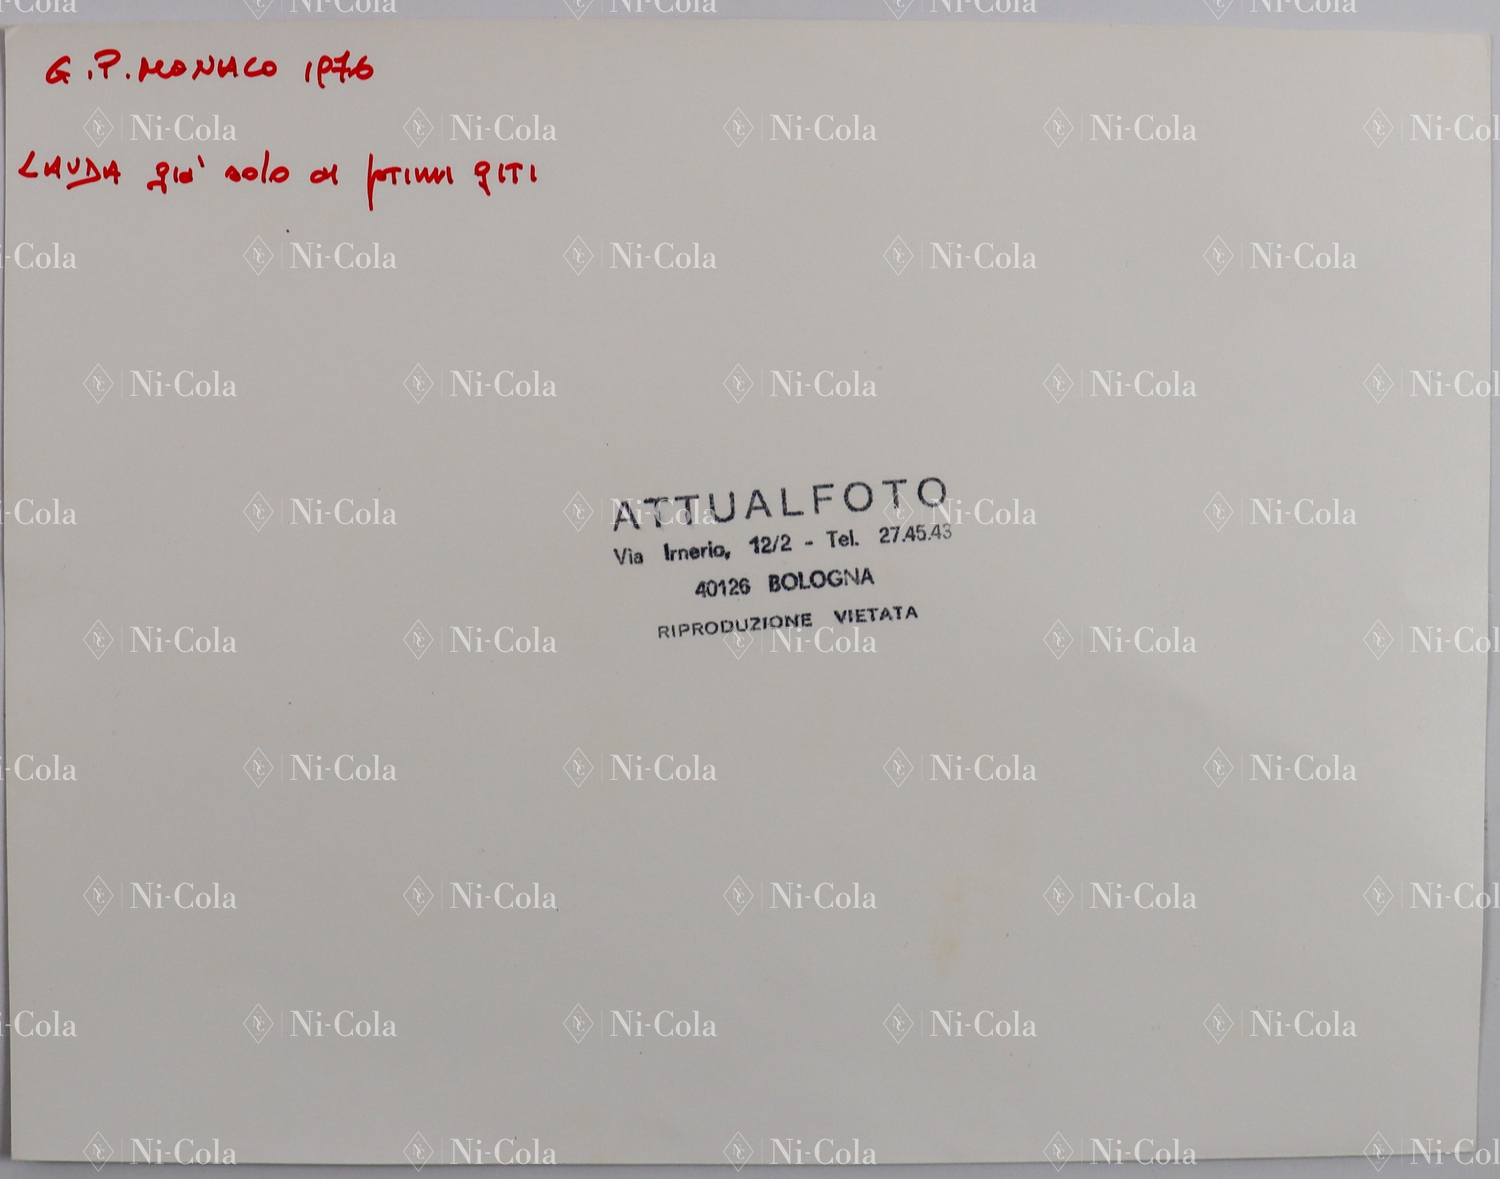 G.P. MONACO 1976
LAUDA già solo ai primi giri
ATTUALFOTO
Via Irnerio, 12/2 - Tel. 27.45.43
40126 BOLOGNA
RIPRODUZIONE VIETATA
Ni-Cola